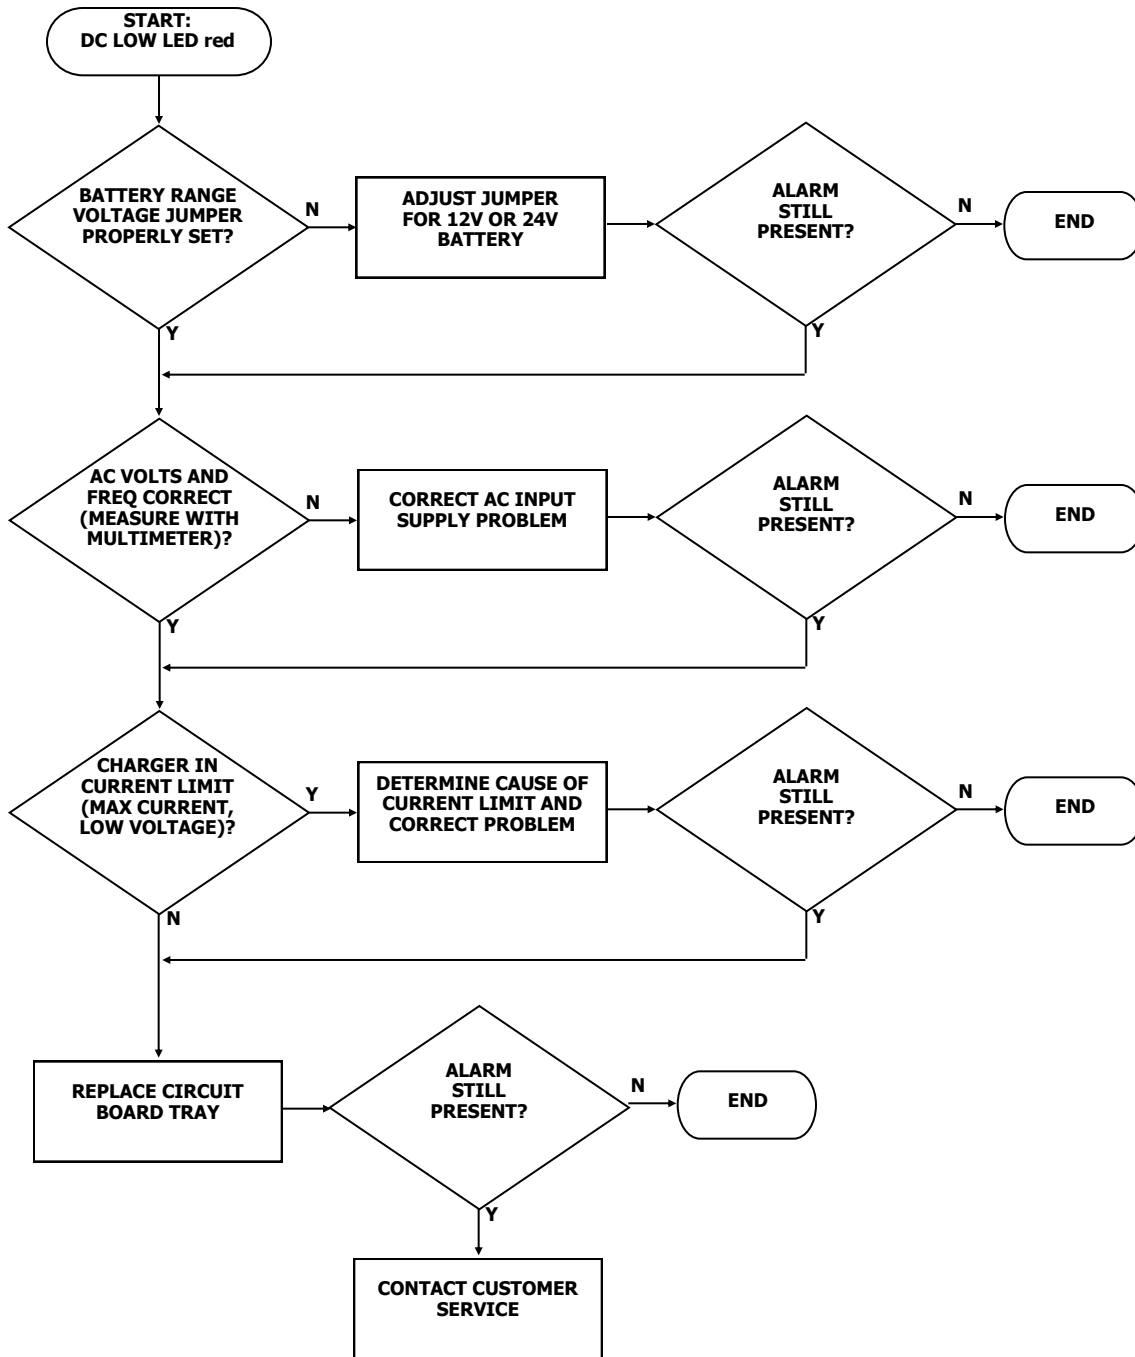 START:
DC LOW LED red
BATTERY RANGE
VOLTAGE JUMPER
PROPERLY SET?
N
ADJUST JUMPER
FOR 12V OR 24V
BATTERY
ALARM
STILL
PRESENT?
N
END
Y
Y
AC VOLTS AND
FREQ CORRECT
(MEASURE WITH
MULTIMETER)?
N
CORRECT AC INPUT
SUPPLY PROBLEM
ALARM
STILL
PRESENT?
N
END
Y
Y
CHARGER IN
CURRENT LIMIT
(MAX CURRENT,
LOW VOLTAGE)?
Y
DETERMINE CAUSE OF
CURRENT LIMIT AND
CORRECT PROBLEM
ALARM
STILL
PRESENT?
N
END
N
Y
REPLACE CIRCUIT
BOARD TRAY
ALARM
STILL
PRESENT?
N
END
Y
CONTACT CUSTOMER
SERVICE